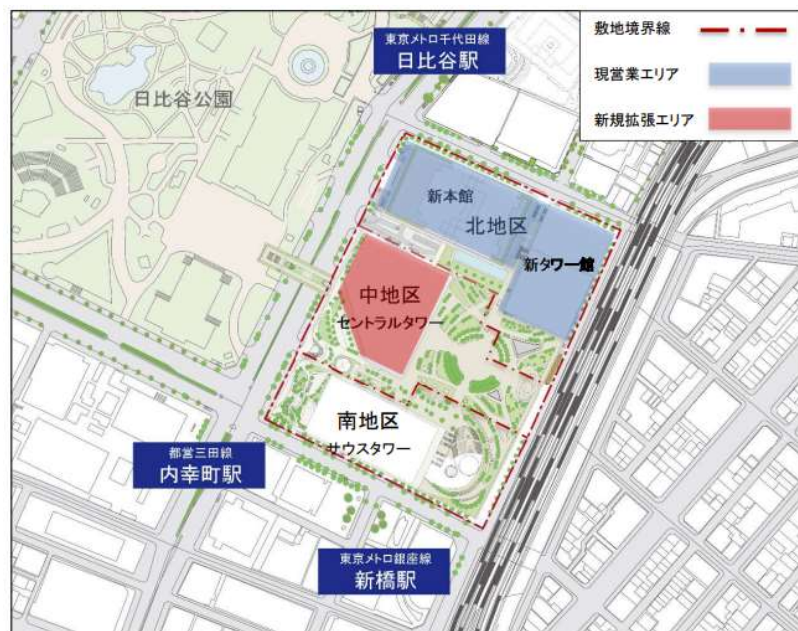 敷地境界線
現営業エリア
新規拡張エリア
東京メトロ千代田線
日比谷駅
日比谷公園
新本館
北地区
新タワー館
中地区
セントラルタワー
南地区
サウスタワー
都営三田線
内幸町駅
東京メトロ銀座線
新橋駅